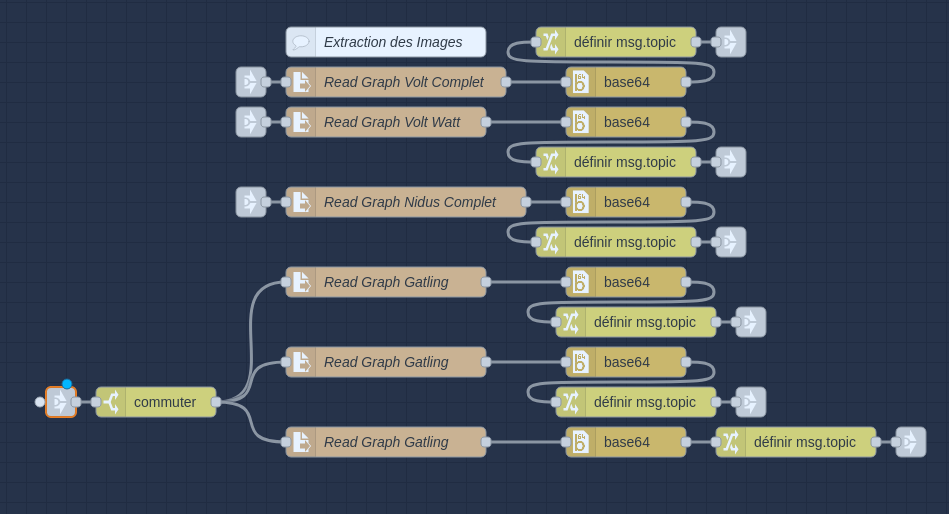 Extraction des Images
définir msg.topic
Read Graph Volt Complet
base64
Read Graph Volt Watt
base64
définir msg.topic
Read Graph Nidus Complet
base64
définir msg.topic
Read Graph Gatling
base64
définir msg.topic
Read Graph Gatling
base64
commuter
définir msg.topic
Read Graph Gatling
base64
définir msg.topic